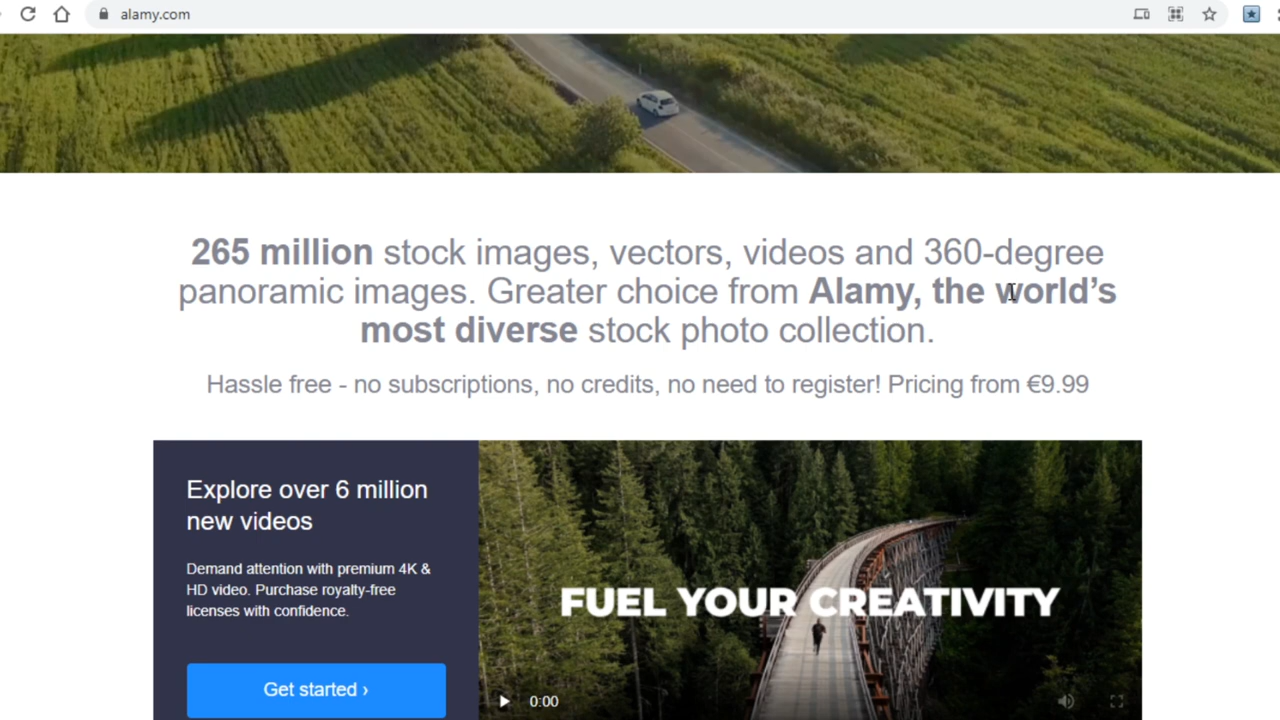 alamy.com
265 million stock images, vectors, videos and 360-degree
panoramic images. Greater choice from Alamy, the world’s
most diverse stock photo collection.
Hassle free - no subscriptions, no credits, no need to register! Pricing from €9.99
Explore over 6 million
new videos
Demand attention with premium 4K &
HD video. Purchase royalty-free
licenses with confidence.
Get started ›
FUEL YOUR CREATIVITY
0:00